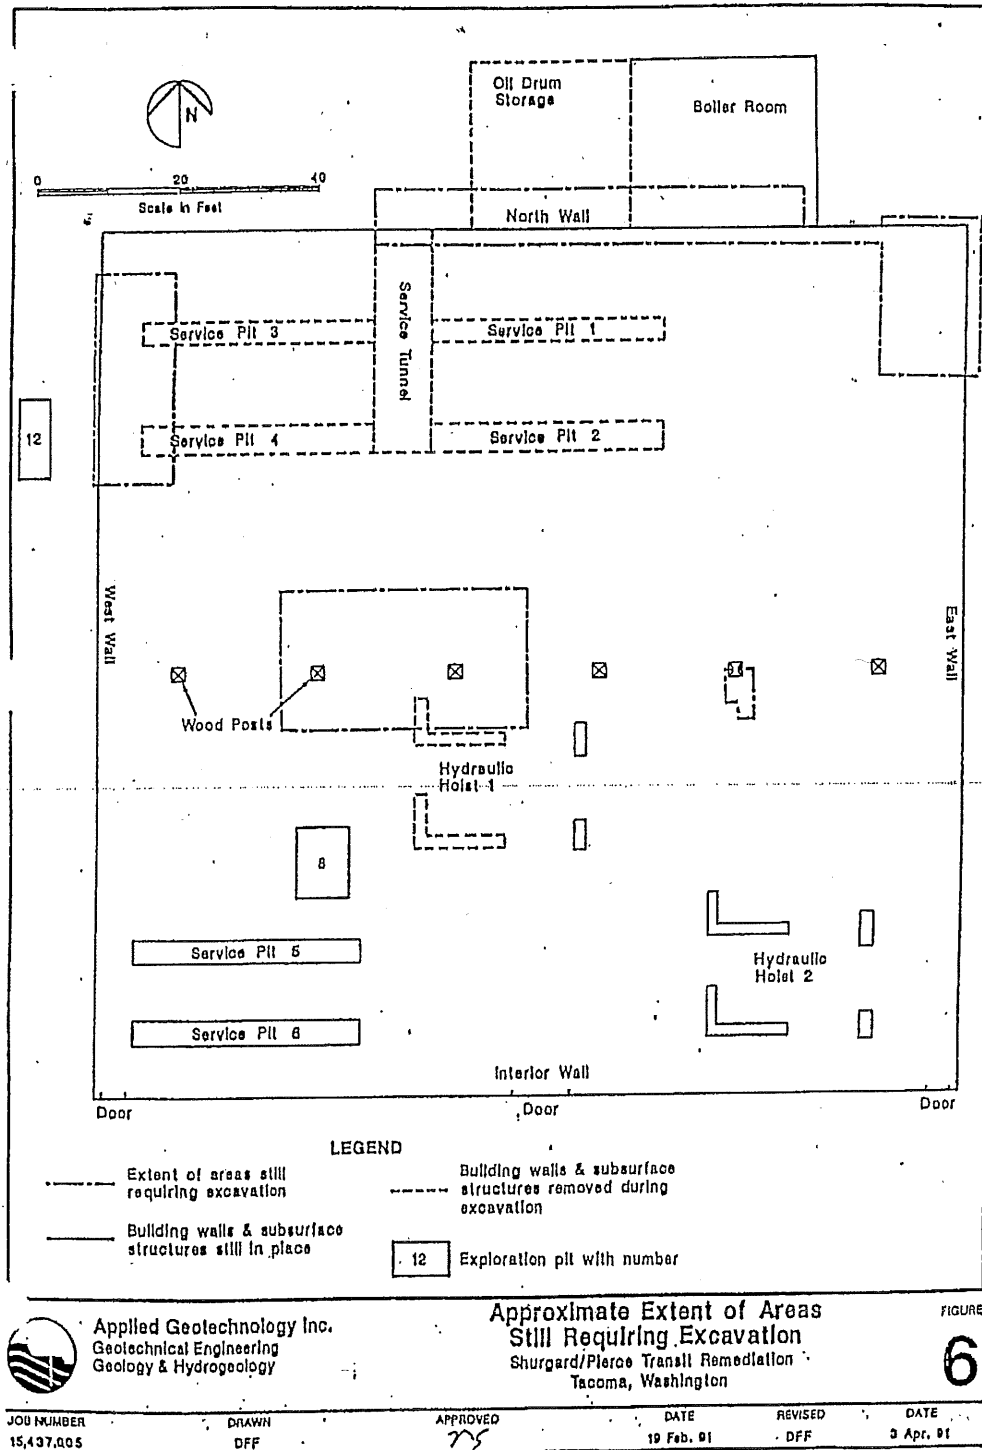 Oil Drum
Storage
Boiler Room
N
0 20 40
Scale in Feet
North Wall
Service Tunnel
Service Pit 3
Service Pit 1
12
Service Pit 4
Service Pit 2
West Wall
East Wall
Wood Posts
Hydraulic
Hoist 1
8
Service Pit 5
Hydraulic
Hoist 2
Service Pit 6
Interior Wall
Door
Door
Door
LEGEND
Extent of areas still
requiring excavation
Building walls & subsurface
structures removed during
excavation
Building walls & subsurface
structures still in place
12
Exploration pit with number
Applied Geotechnology Inc.
Geotechnical Engineering
Geology & Hydrogeology
Approximate Extent of Areas
Still Requiring Excavation
Shurgard/Pierce Transit Remediation
Tacoma, Washington
FIGURE
6
JOB NUMBER DRAWN APPROVED DATE REVISED DATE
15,437,005 DFF 19 Feb. 91 DFF 3 Apr. 91